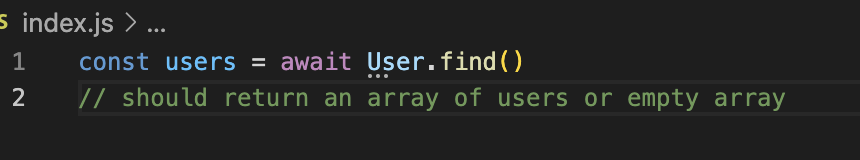 S index.js > ...
1 const users = await User.find()
2 // should return an array of users or empty array